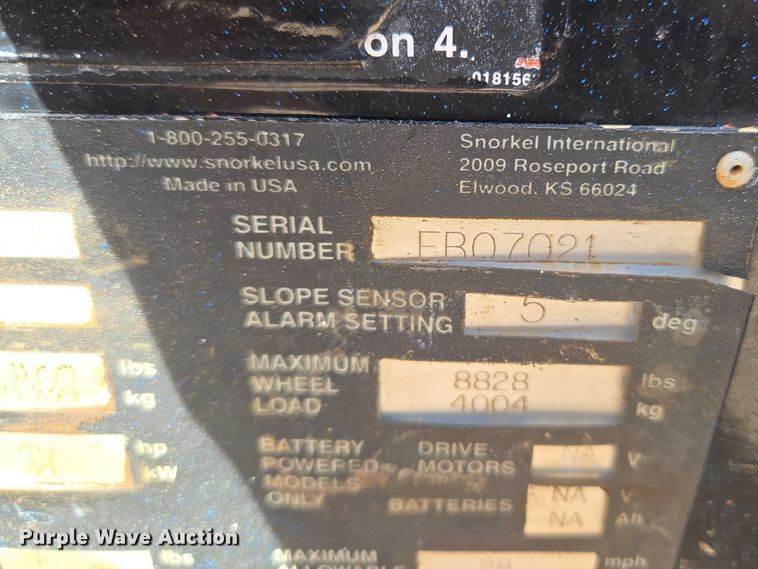 on 4.
018156
1-800-255-0317
http://www.snorkelusa.com
Made in USA
Snorkel International
2009 Roseport Road
Elwood, KS 66024
SERIAL NUMBER
FB07021
SLOPE SENSOR ALARM SETTING
5 deg
MAXIMUM WHEEL LOAD
8828 lbs
4004 kg
lbs
kg
hp
kW
BATTERY POWERED MODELS ONLY
DRIVE MOTORS NA V
BATTERIES NA V
NA Ah
lbs
MAXIMUM
ALLOWABLE
28 mph
Purple Wave Auction